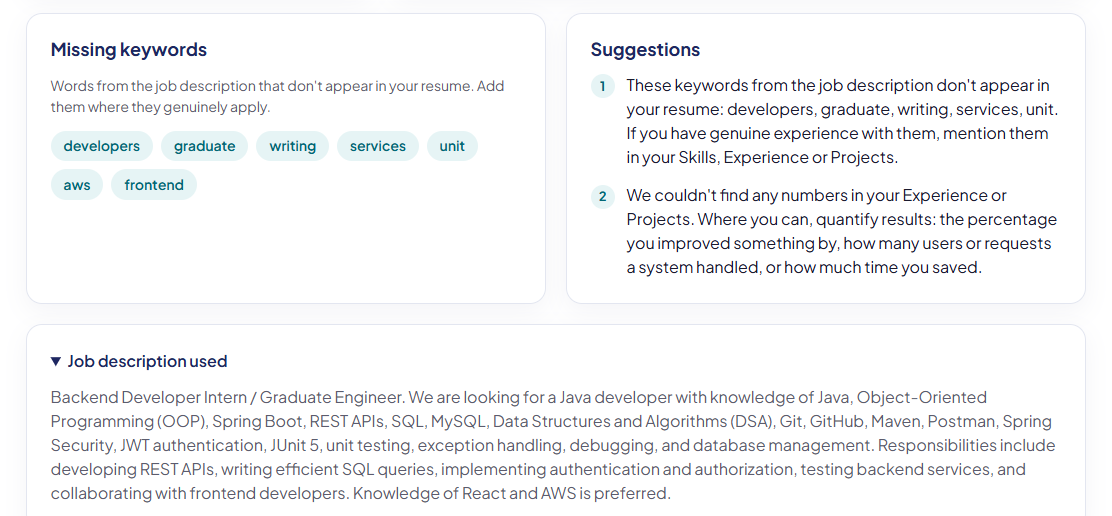 Missing keywords
Words from the job description that don't appear in your resume. Add
them where they genuinely apply.
developers graduate writing services unit
aws frontend
Suggestions
1 These keywords from the job description don't appear in
your resume: developers, graduate, writing, services, unit.
If you have genuine experience with them, mention them
in your Skills, Experience or Projects.
2 We couldn't find any numbers in your Experience or
Projects. Where you can, quantify results: the percentage
you improved something by, how many users or requests
a system handled, or how much time you saved.
▼ Job description used
Backend Developer Intern / Graduate Engineer. We are looking for a Java developer with knowledge of Java, Object-Oriented
Programming (OOP), Spring Boot, REST APIs, SQL, MySQL, Data Structures and Algorithms (DSA), Git, GitHub, Maven, Postman, Spring
Security, JWT authentication, JUnit 5, unit testing, exception handling, debugging, and database management. Responsibilities include
developing REST APIs, writing efficient SQL queries, implementing authentication and authorization, testing backend services, and
collaborating with frontend developers. Knowledge of React and AWS is preferred.